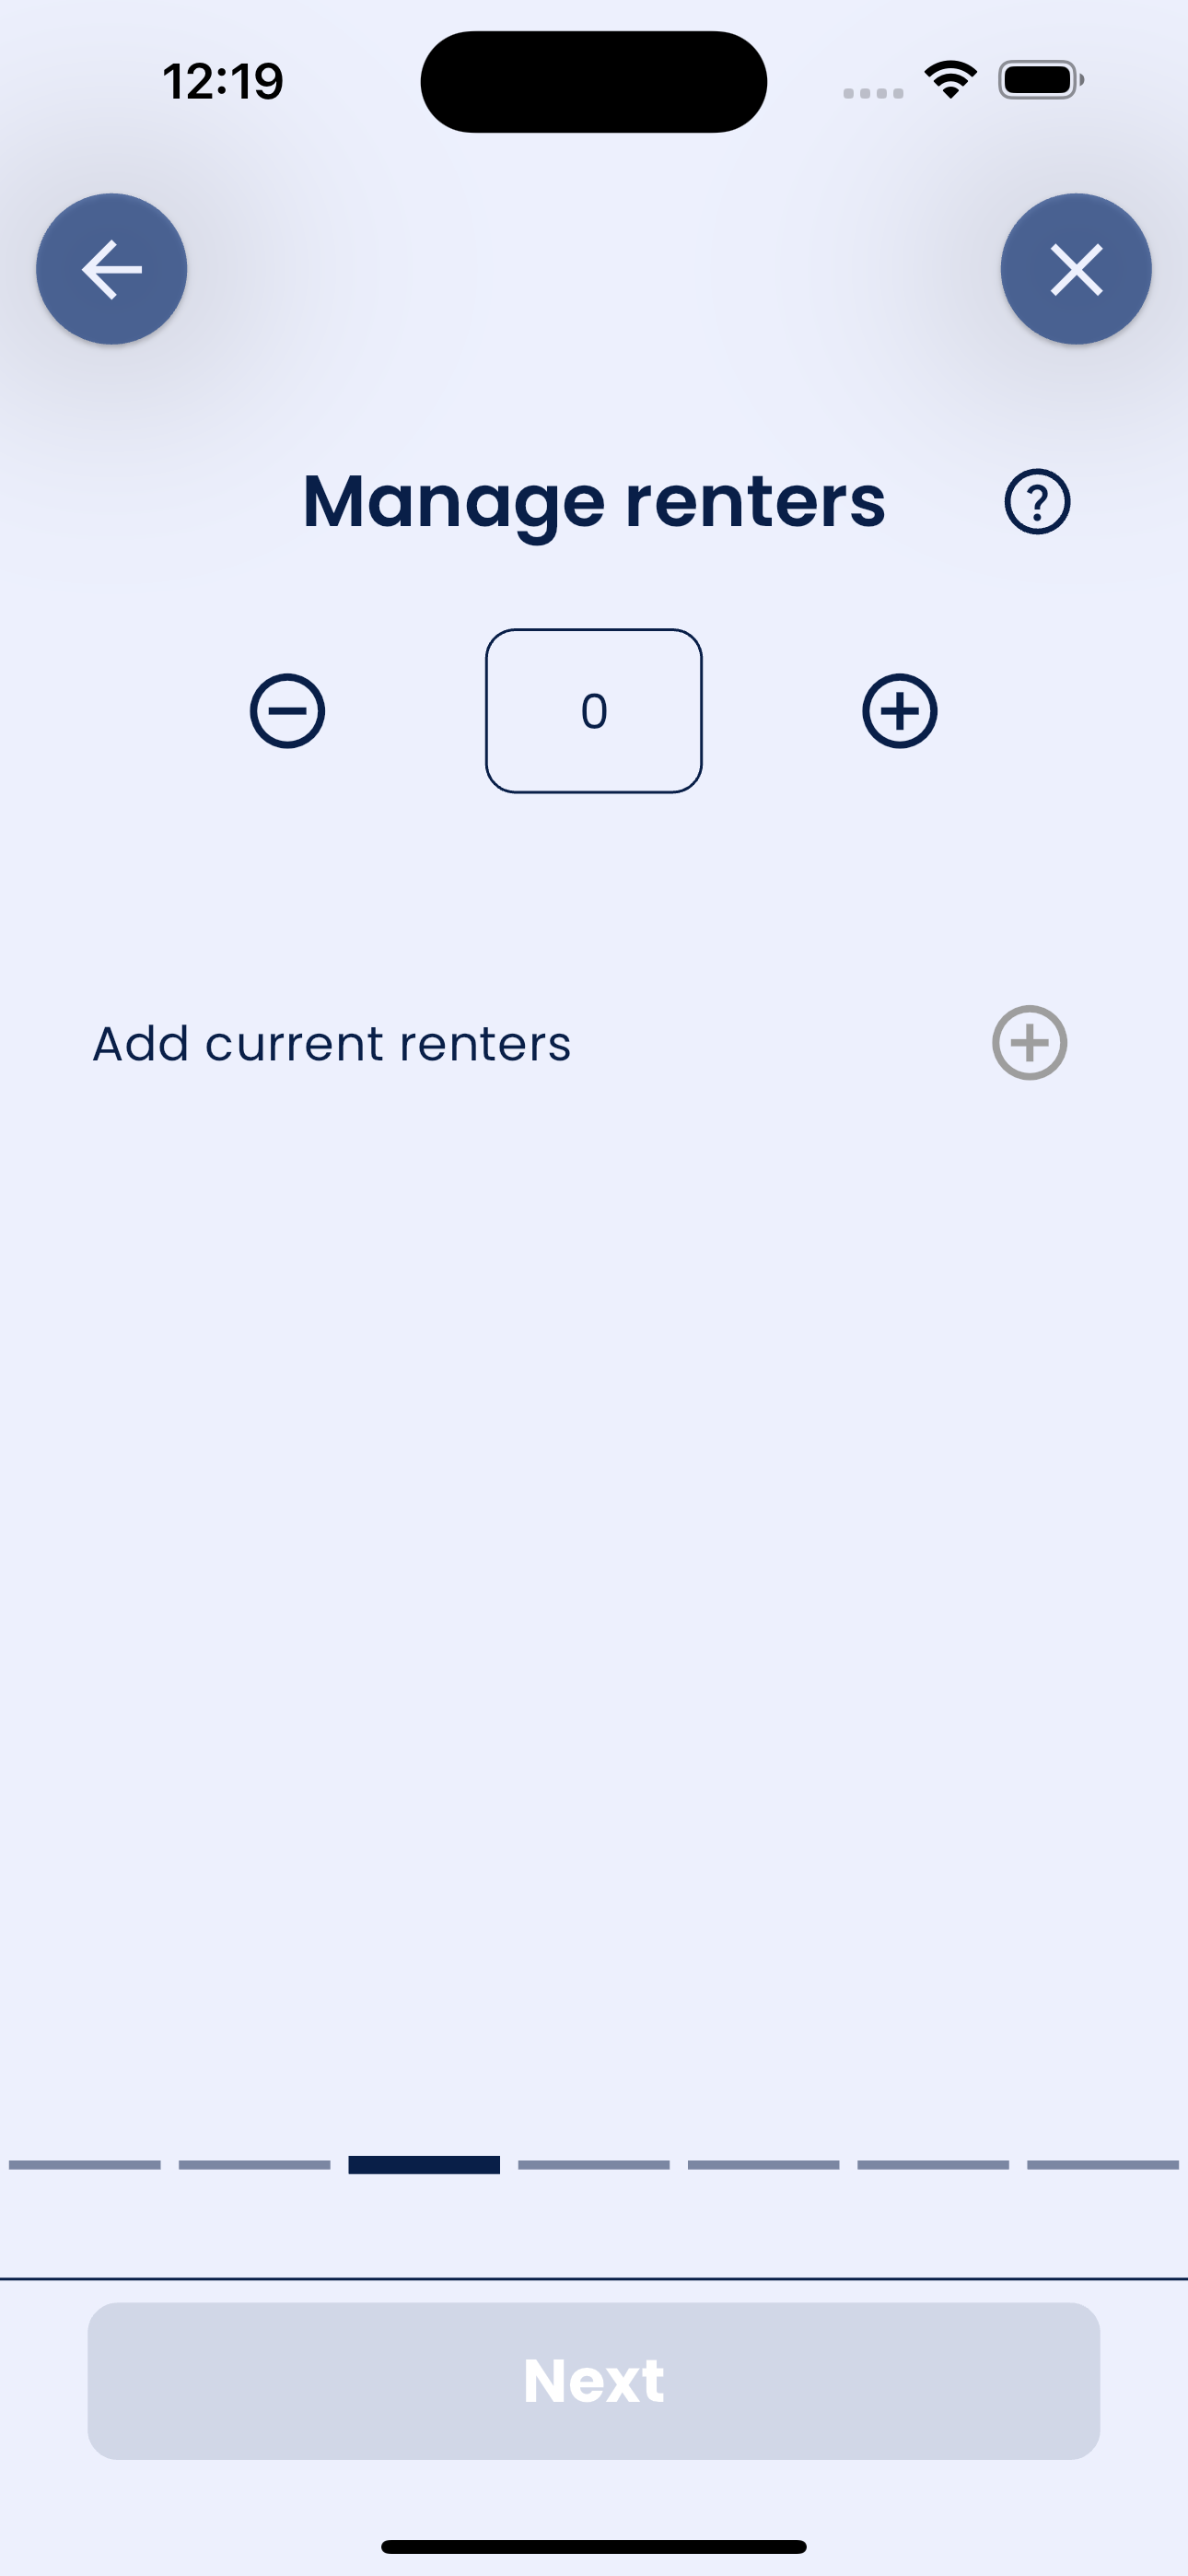 12:19
Manage renters
?
0
Add current renters
Next